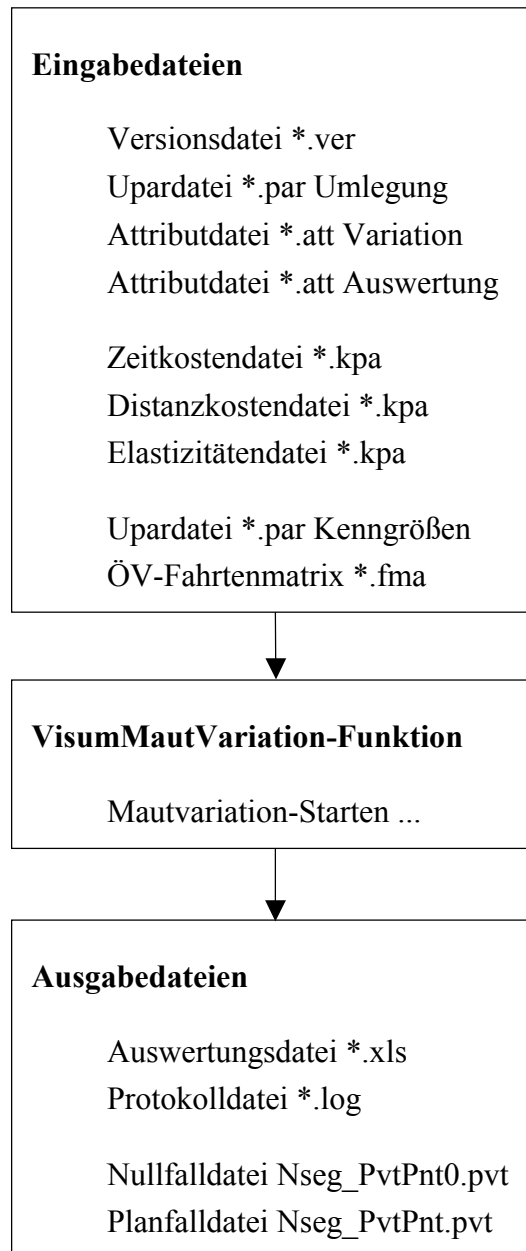 Eingabedateien
Versionsdatei *.ver
Upardatei *.par Umlegung
Attributdatei *.att Variation
Attributdatei *.att Auswertung
Zeitkostendatei *.kpa
Distanzkostendatei *.kpa
Elastizitätendatei *.kpa
Upardatei *.par Kenngrößen
ÖV-Fahrtenmatrix *.fma
VisumMautVariation-Funktion
Mautvariation-Starten ...
Ausgabedateien
Auswertungsdatei *.xls
Protokolldatei *.log
Nullfalldatei Nseg_PvtPnt0.pvt
Planfalldatei Nseg_PvtPnt.pvt